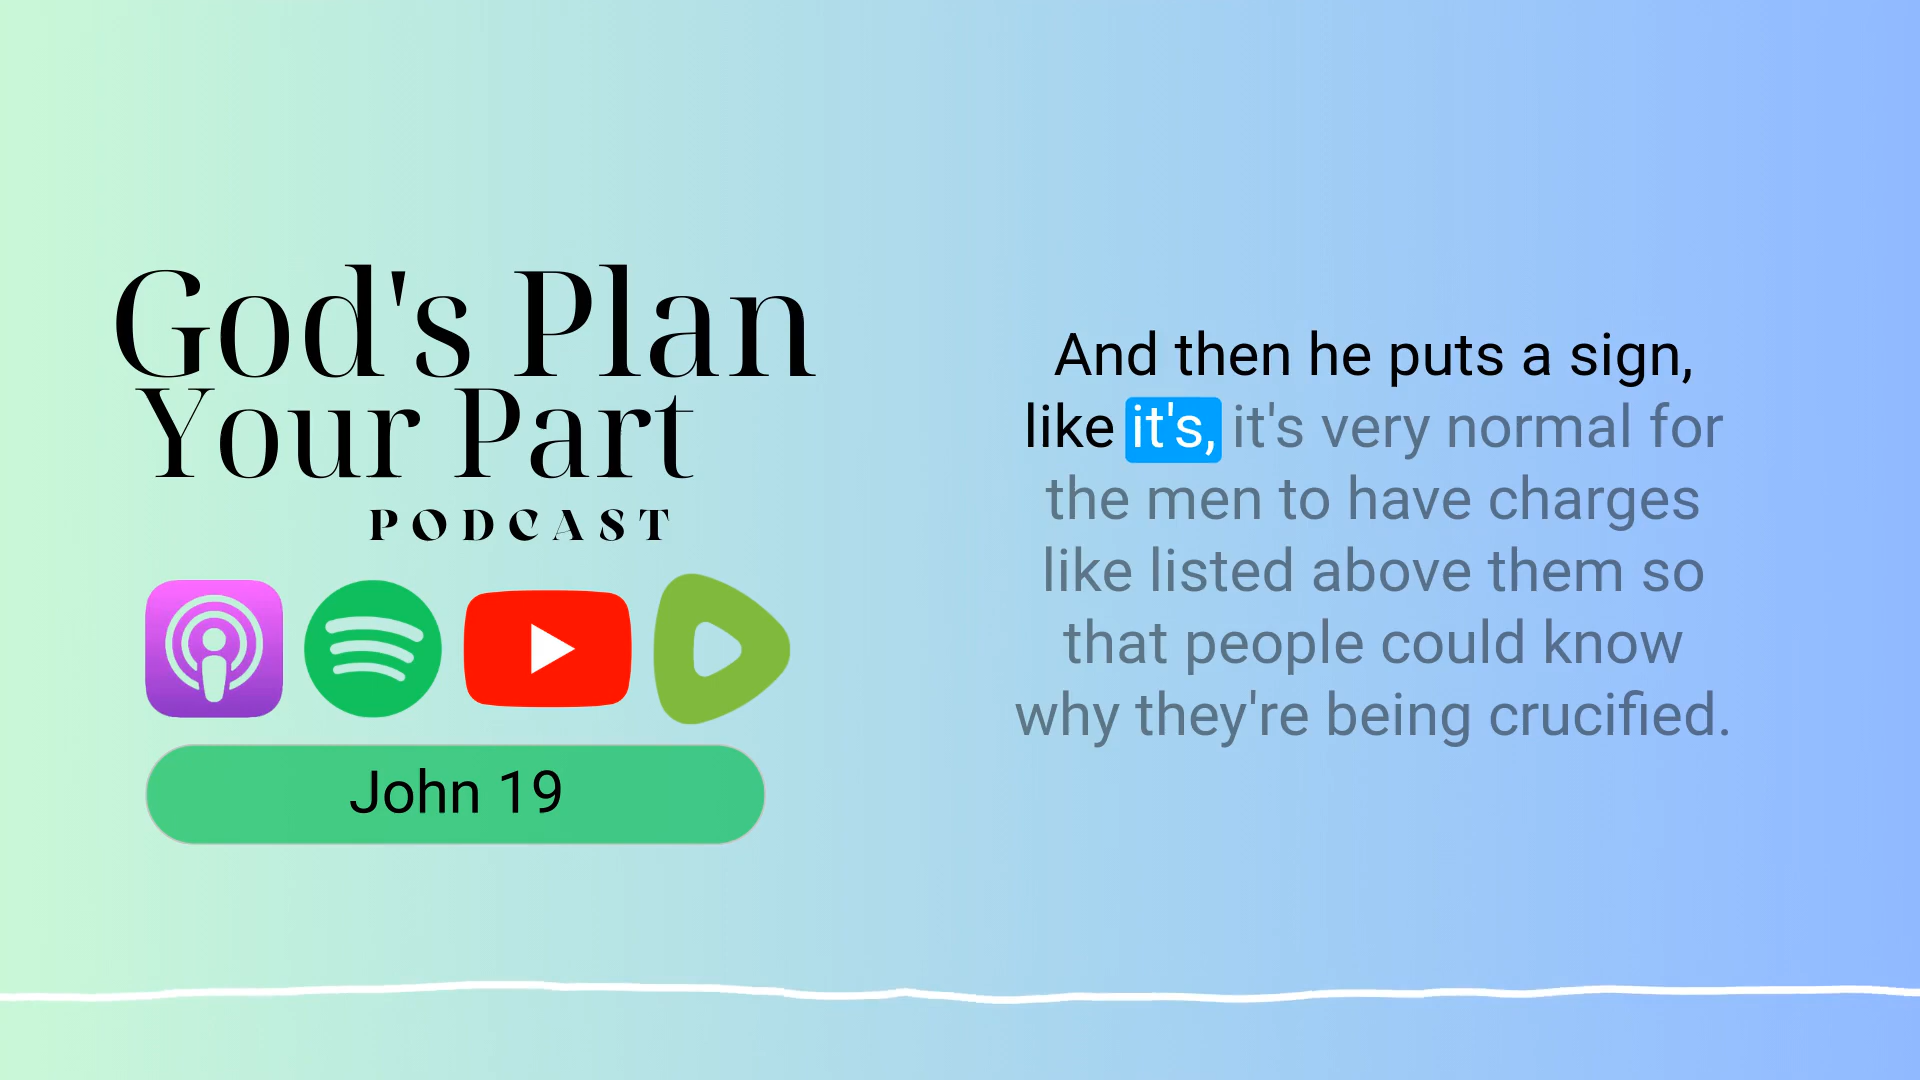 God's Plan
Your Part
PODCAST
John 19
And then he puts a sign,
like it's, it's very normal for
the men to have charges
like listed above them so
that people could know
why they're being crucified.